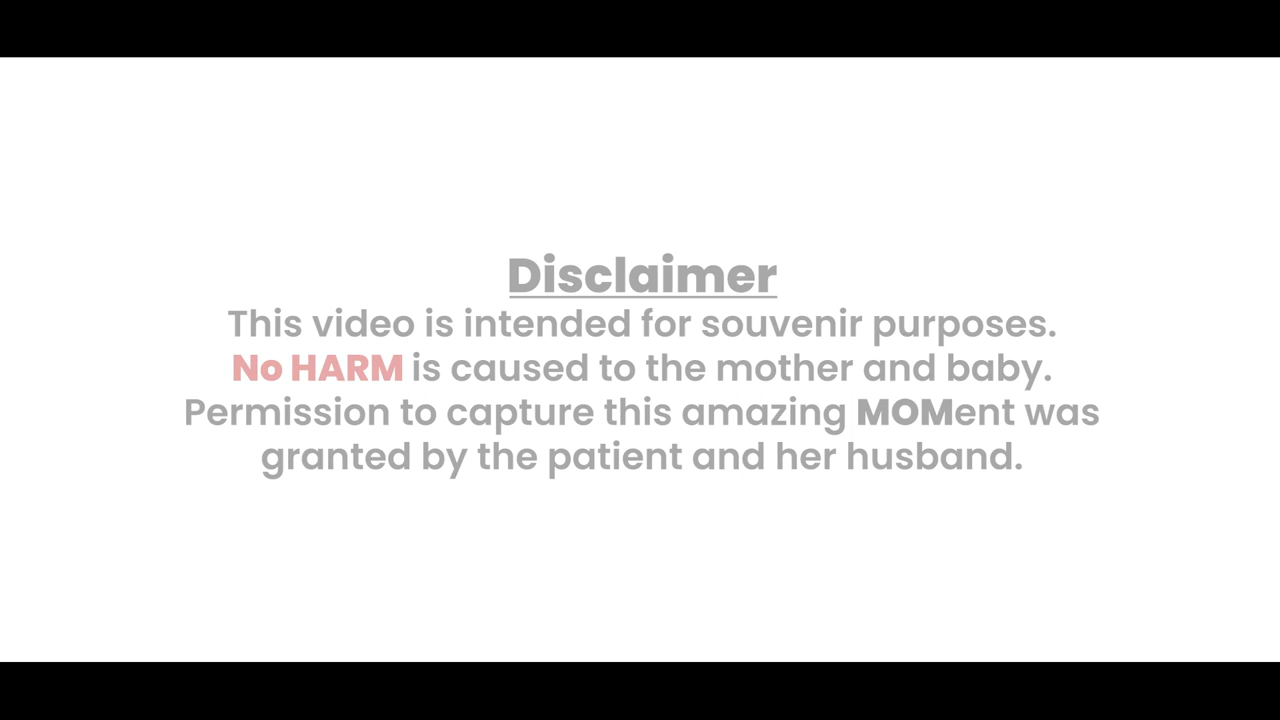 Disclaimer
This video is intended for souvenir purposes.
No HARM is caused to the mother and baby.
Permission to capture this amazing MOMent was
granted by the patient and her husband.